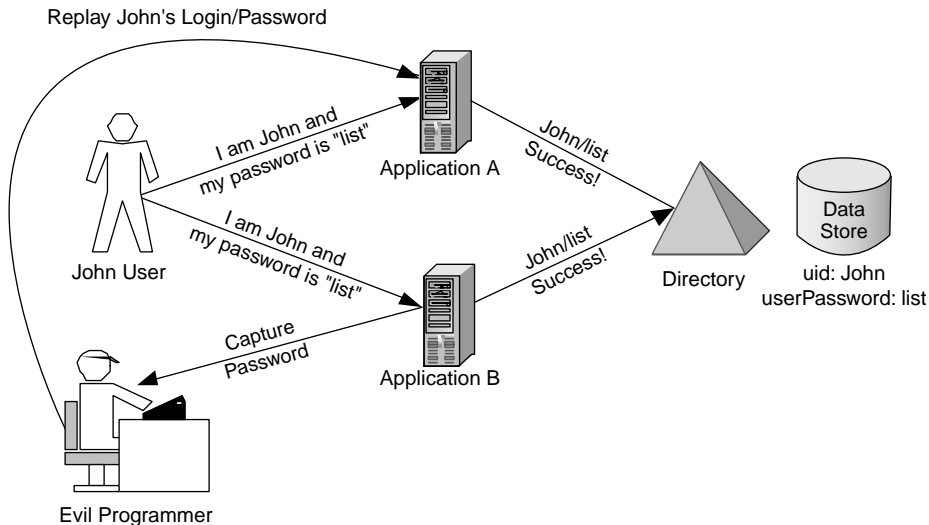 Replay John's Login/Password
I am John and
my password is "list"
Application A
John/list
Success!
John User
I am John and
my password is "list"
John/list
Success!
Directory
Data
Store
uid: John
userPassword: list
Capture
Password
Application B
Evil Programmer